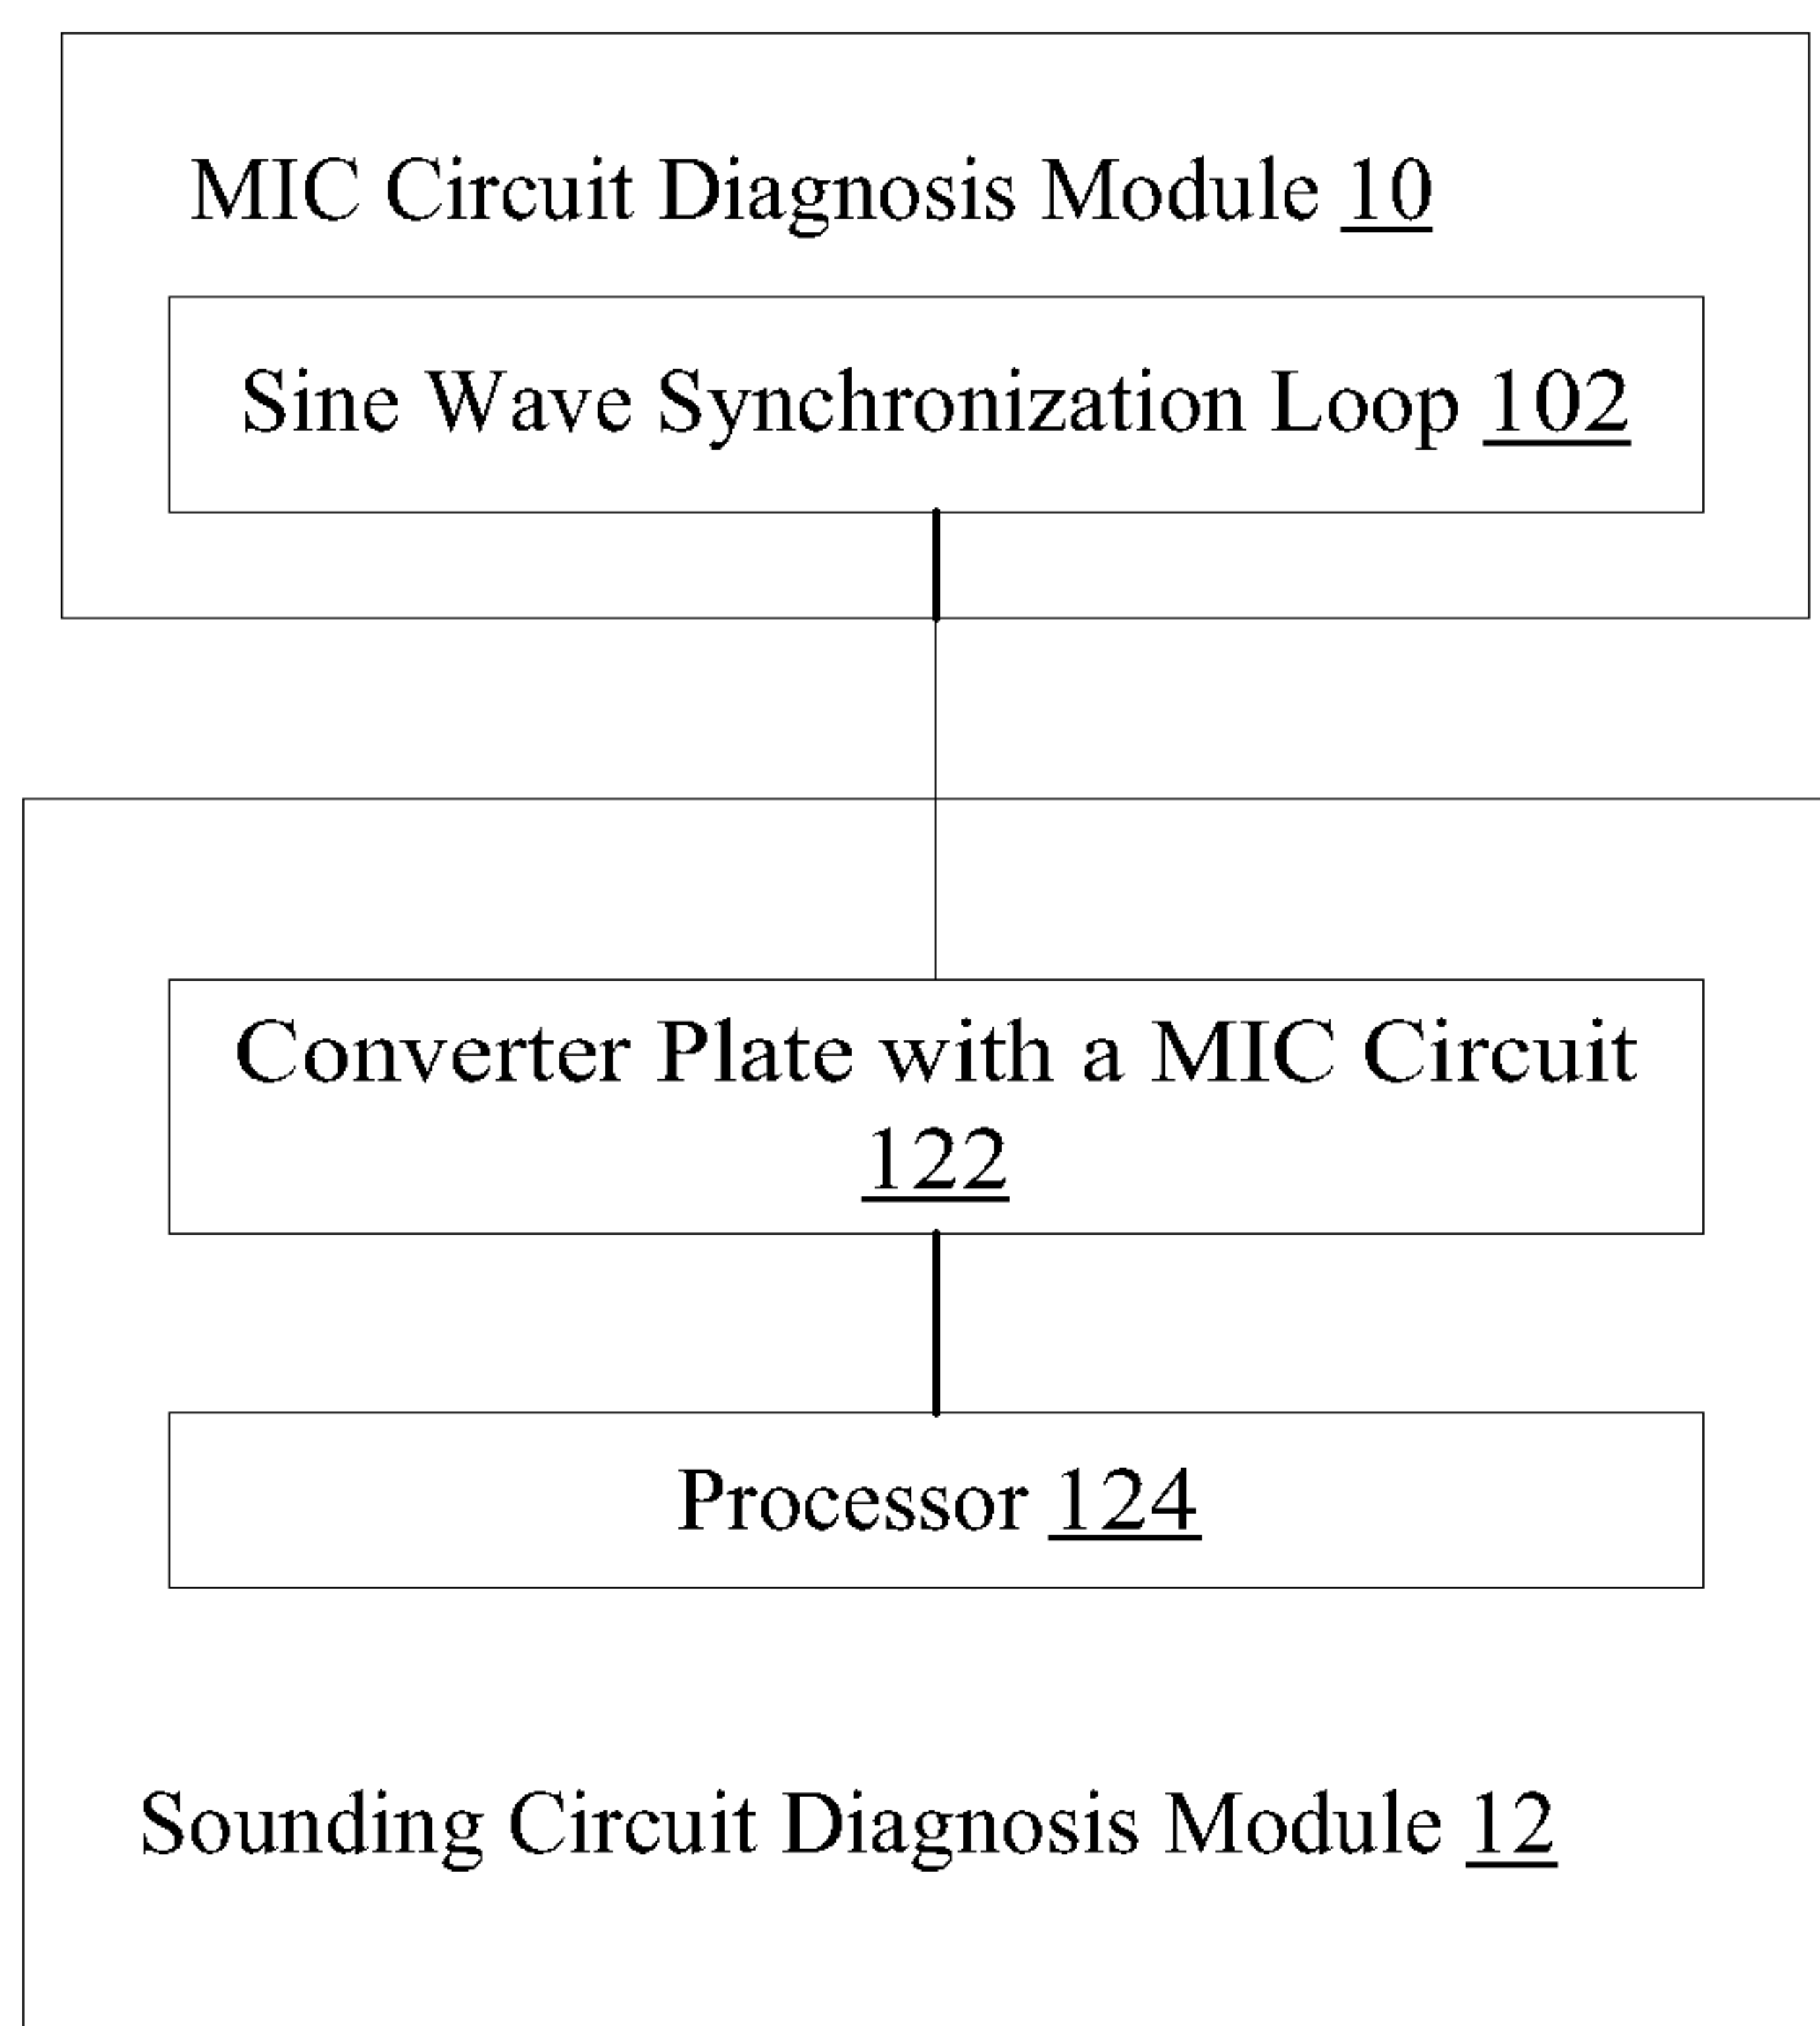 MIC Circuit Diagnosis Module 10
Sine Wave Synchronization Loop 102
Converter Plate with a MIC Circuit
122
Processor 124
Sounding Circuit Diagnosis Module 12